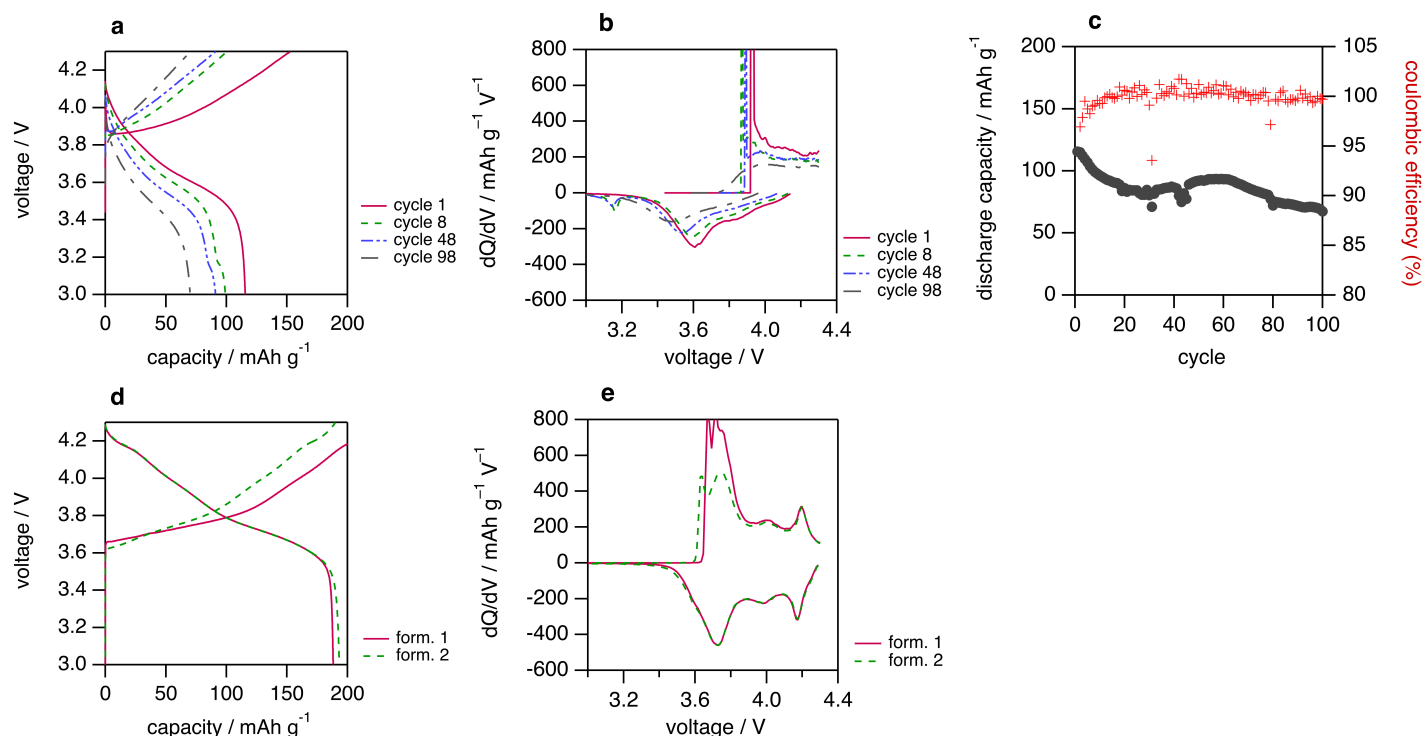 a
4.2
4.0
3.8
3.6
3.4
3.2
3.0
voltage / V
0
50
100
150
200
capacity / mAh g⁻¹
cycle 1
cycle 8
cycle 48
cycle 98
b
800
600
400
200
0
-200
-400
-600
dQ/dV / mAh g⁻¹ V⁻¹
3.2
3.6
4.0
4.4
voltage / V
cycle 1
cycle 8
cycle 48
cycle 98
c
200
150
100
50
0
discharge capacity / mAh g⁻¹
105
100
95
90
85
80
coulombic efficiency (%)
0
20
40
60
80
100
cycle
d
4.2
4.0
3.8
3.6
3.4
3.2
3.0
voltage / V
0
50
100
150
200
capacity / mAh g⁻¹
form. 1
form. 2
e
800
600
400
200
0
-200
-400
-600
dQ/dV / mAh g⁻¹ V⁻¹
3.2
3.6
4.0
4.4
voltage / V
form. 1
form. 2